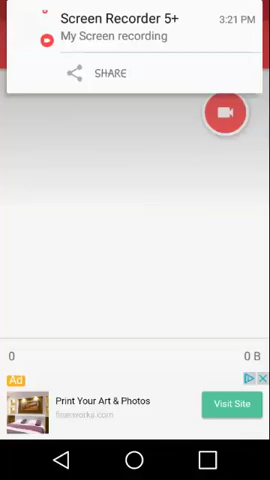 Screen Recorder 5+
3:21 PM
My Screen recording
SHARE
0
0 B
Ad
Print Your Art & Photos
finerworks.com
Visit Site